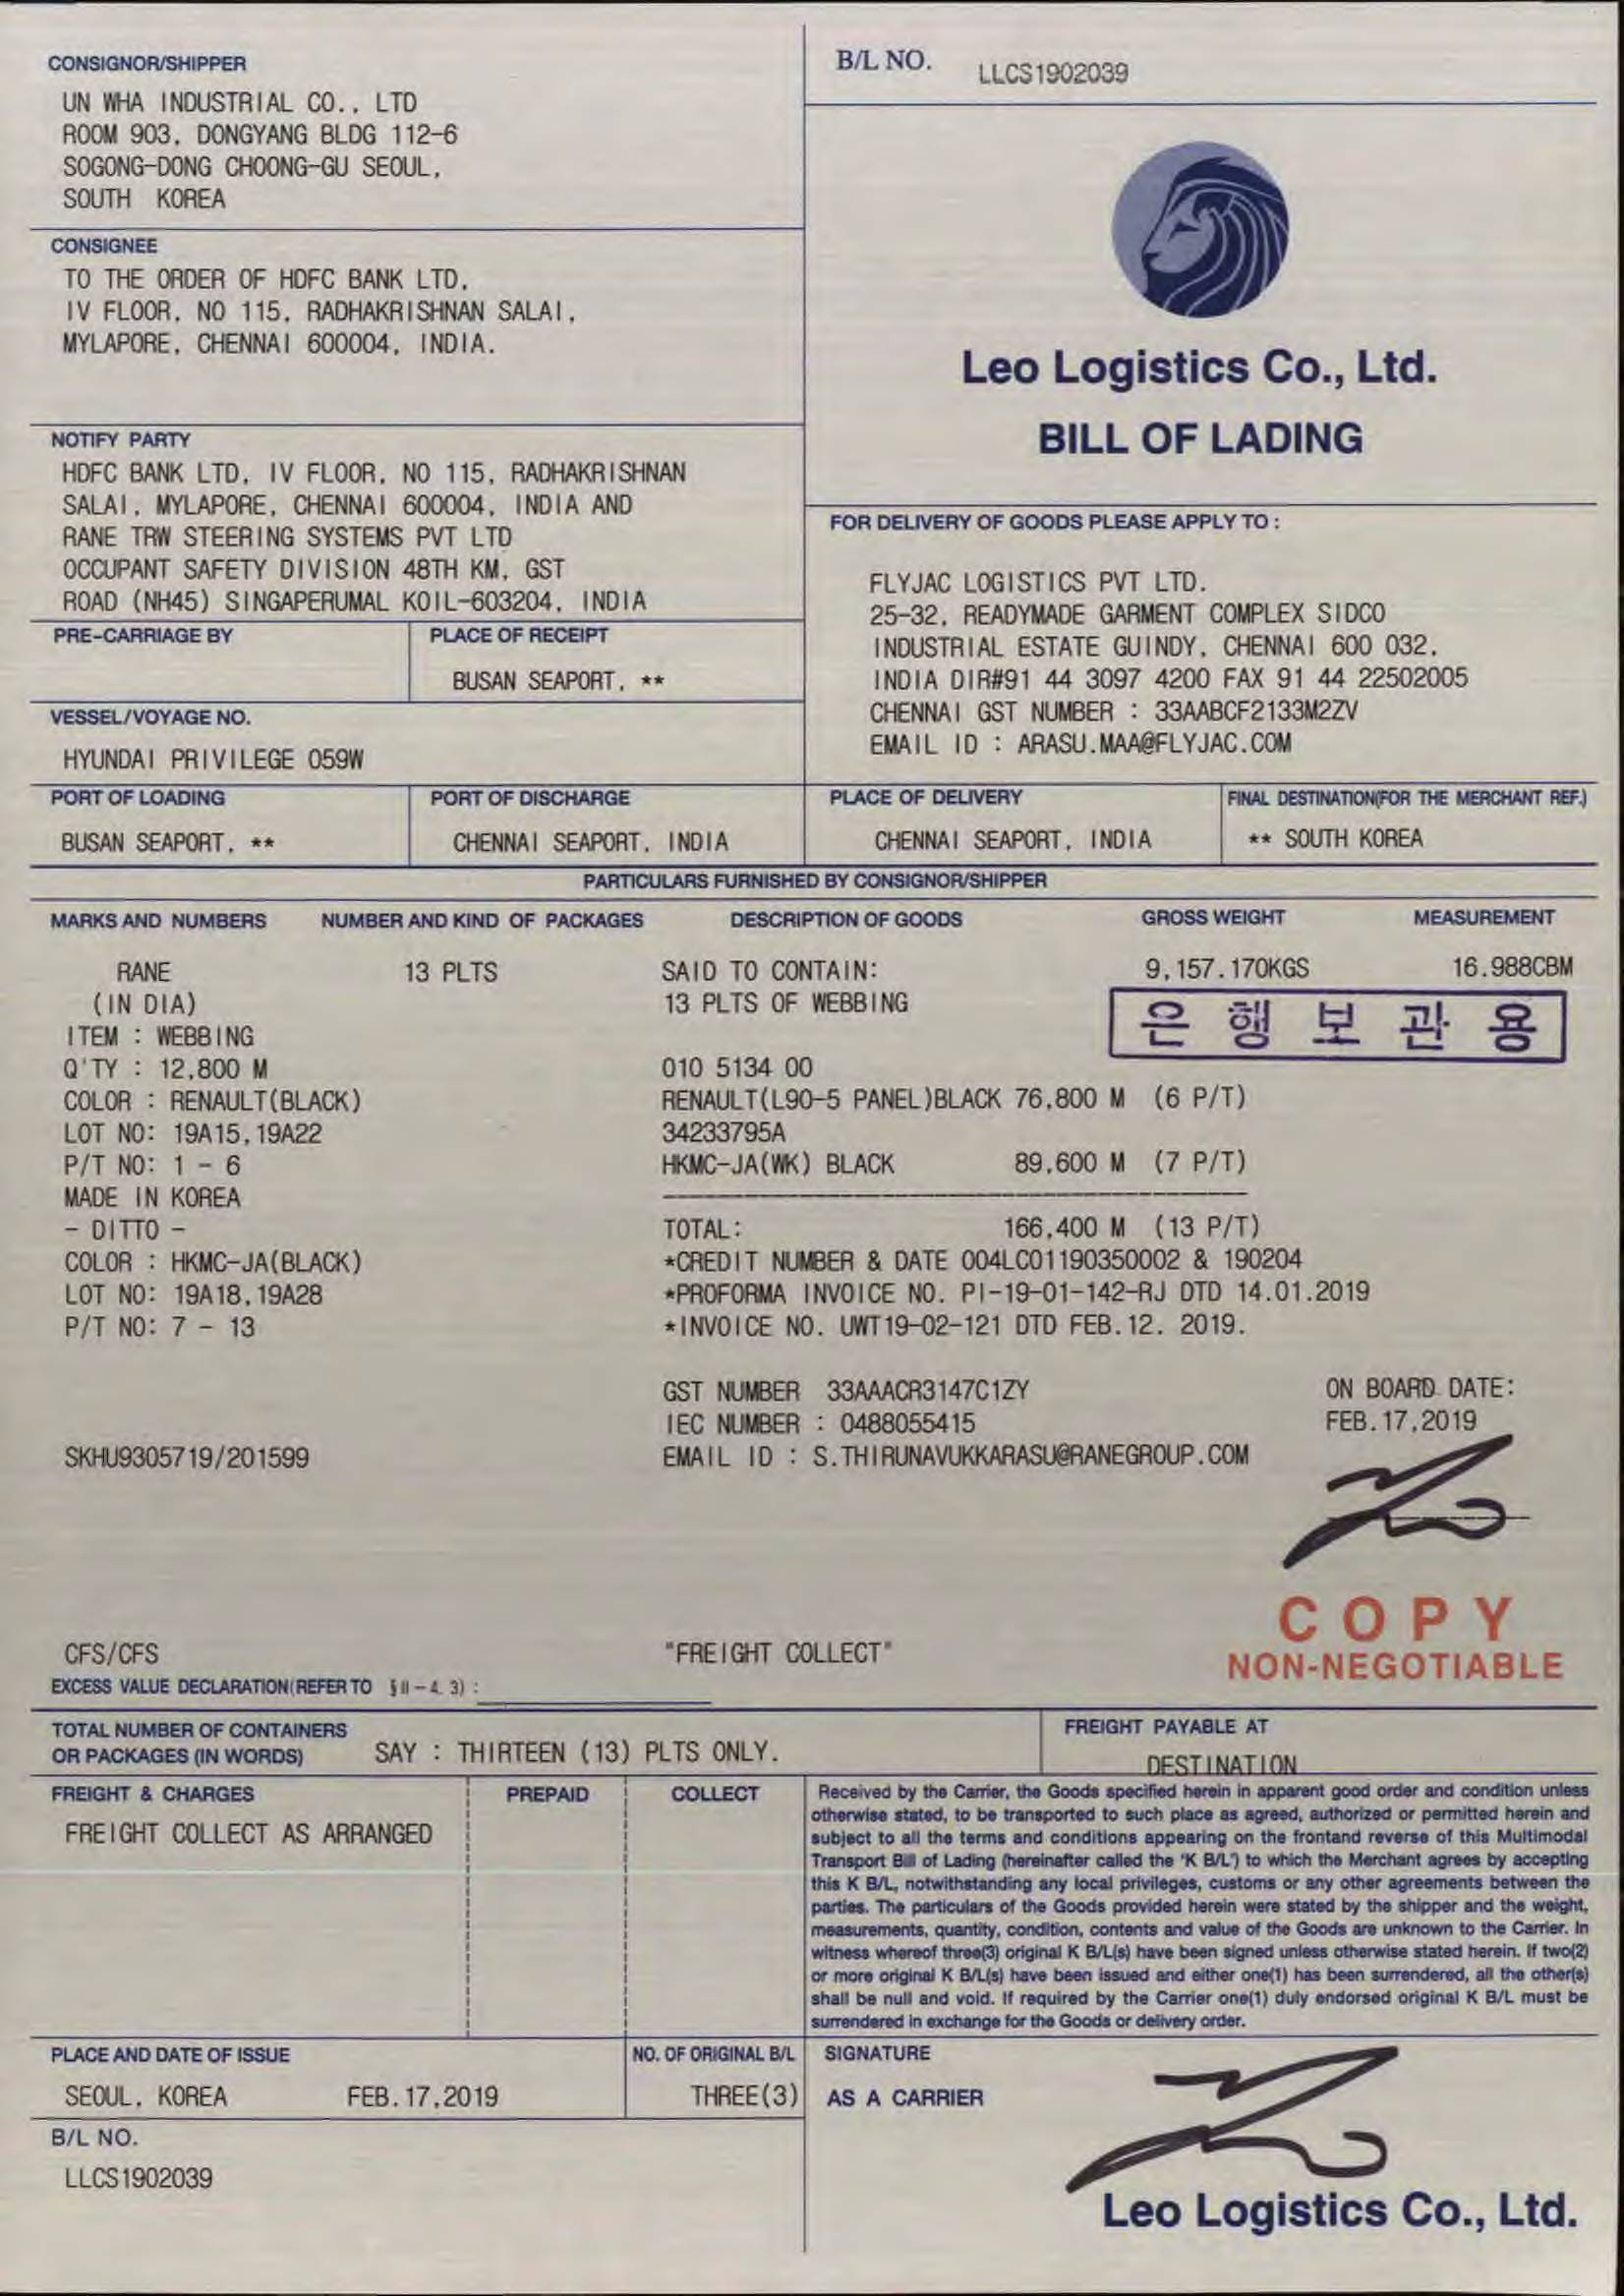 CONSIGNOR/SHIPPER
UN WHA INDUSTRIAL CO., LTD
ROOM 903, DONGYANG BLDG 112-6
SOGONG-DONG CHOONG-GU SEOUL,
SOUTH KOREA
B/L NO. LLCS1902039
CONSIGNEE
TO THE ORDER OF HDFC BANK LTD,
IV FLOOR, NO 115, RADHAKRISHNAN SALAI,
MYLAPORE, CHENNAI 600004, INDIA.
Leo Logistics Co., Ltd.
BILL OF LADING
NOTIFY PARTY
HDFC BANK LTD, IV FLOOR, NO 115, RADHAKRISHNAN
SALAI, MYLAPORE, CHENNAI 600004, INDIA AND
RANE TRW STEERING SYSTEMS PVT LTD
OCCUPANT SAFETY DIVISION 48TH KM, GST
ROAD (NH45) SINGAPERUMAL KOIL-603204, INDIA
FOR DELIVERY OF GOODS PLEASE APPLY TO :
FLYJAC LOGISTICS PVT LTD.
25-32, READYMADE GARMENT COMPLEX SIDCO
INDUSTRIAL ESTATE GUINDY, CHENNAI 600 032,
INDIA DIR#91 44 3097 4200 FAX 91 44 22502005
CHENNAI GST NUMBER : 33AABCF2133M2ZV
EMAIL ID : ARASU.MAA@FLYJAC.COM
PRE-CARRIAGE BY
PLACE OF RECEIPT
BUSAN SEAPORT, **
VESSEL/VOYAGE NO.
HYUNDAI PRIVILEGE 059W
PORT OF LOADING
BUSAN SEAPORT, **
PORT OF DISCHARGE
CHENNAI SEAPORT, INDIA
PLACE OF DELIVERY
CHENNAI SEAPORT, INDIA
FINAL DESTINATION(FOR THE MERCHANT REF.)
** SOUTH KOREA
PARTICULARS FURNISHED BY CONSIGNOR/SHIPPER
MARKS AND NUMBERS NUMBER AND KIND OF PACKAGES DESCRIPTION OF GOODS GROSS WEIGHT MEASUREMENT
RANE 13 PLTS SAID TO CONTAIN: 9,157.170KGS 16.988CBM
(IN DIA) 13 PLTS OF WEBBING
은 행 보 관 용
ITEM : WEBBING
Q'TY : 12,800 M 010 5134 00
COLOR : RENAULT(BLACK) RENAULT(L90-5 PANEL)BLACK 76,800 M (6 P/T)
LOT NO: 19A15,19A22 34233795A
P/T NO: 1 - 6 HKMC-JA(WK) BLACK 89,600 M (7 P/T)
MADE IN KOREA
- DITTO - TOTAL: 166,400 M (13 P/T)
COLOR : HKMC-JA(BLACK) *CREDIT NUMBER & DATE 004LC01190350002 & 190204
LOT NO: 19A18,19A28 *PROFORMA INVOICE NO. PI-19-01-142-RJ DTD 14.01.2019
P/T NO: 7 - 13 *INVOICE NO. UWT19-02-121 DTD FEB.12. 2019.
GST NUMBER 33AAACR3147C1ZY ON BOARD DATE:
IEC NUMBER : 0488055415 FEB.17,2019
SKHU9305719/201599 EMAIL ID : S.THIRUNAVUKKARASU@RANEGROUP.COM
COPY
NON-NEGOTIABLE
CFS/CFS "FREIGHT COLLECT"
EXCESS VALUE DECLARATION(REFER TO § II - 4. 3) :
TOTAL NUMBER OF CONTAINERS
OR PACKAGES (IN WORDS) SAY : THIRTEEN (13) PLTS ONLY.
FREIGHT PAYABLE AT
DESTINATION
FREIGHT & CHARGES PREPAID COLLECT
FREIGHT COLLECT AS ARRANGED
Received by the Carrier, the Goods specified herein in apparent good order and condition unless
otherwise stated, to be transported to such place as agreed, authorized or permitted herein and
subject to all the terms and conditions appearing on the frontand reverse of this Multimodal
Transport Bill of Lading (hereinafter called the 'K B/L') to which the Merchant agrees by accepting
this K B/L, notwithstanding any local privileges, customs or any other agreements between the
parties. The particulars of the Goods provided herein were stated by the shipper and the weight,
measurements, quantity, condition, contents and value of the Goods are unknown to the Carrier. In
witness whereof three(3) original K B/L(s) have been signed unless otherwise stated herein. If two(2)
or more original K B/L(s) have been issued and either one(1) has been surrendered, all the other(s)
shall be null and void. If required by the Carrier one(1) duly endorsed original K B/L must be
surrendered in exchange for the Goods or delivery order.
PLACE AND DATE OF ISSUE
SEOUL, KOREA FEB.17,2019
NO. OF ORIGINAL B/L
THREE(3)
SIGNATURE
AS A CARRIER
B/L NO.
LLCS1902039
Leo Logistics Co., Ltd.